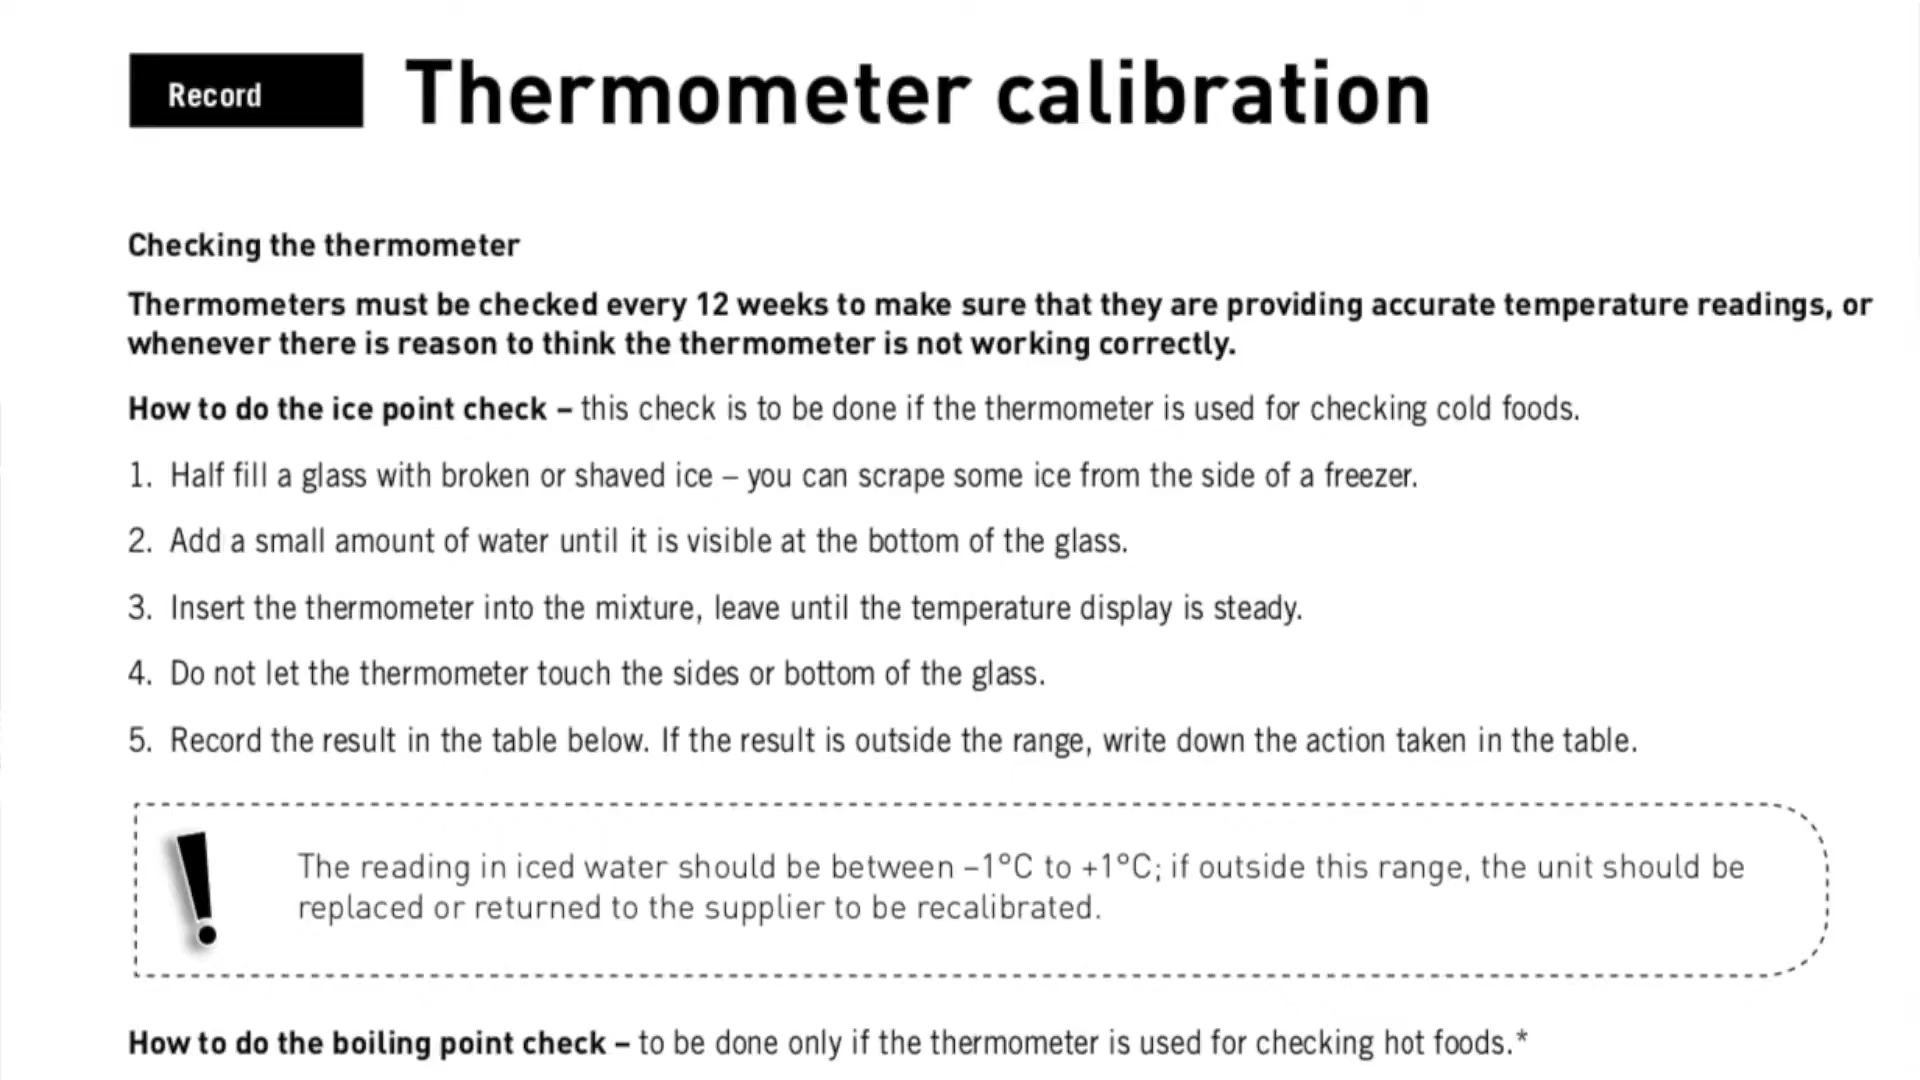 Record
Thermometer calibration
Checking the thermometer
Thermometers must be checked every 12 weeks to make sure that they are providing accurate temperature readings, or
whenever there is reason to think the thermometer is not working correctly.
How to do the ice point check – this check is to be done if the thermometer is used for checking cold foods.
1. Half fill a glass with broken or shaved ice – you can scrape some ice from the side of a freezer.
2. Add a small amount of water until it is visible at the bottom of the glass.
3. Insert the thermometer into the mixture, leave until the temperature display is steady.
4. Do not let the thermometer touch the sides or bottom of the glass.
5. Record the result in the table below. If the result is outside the range, write down the action taken in the table.
!
The reading in iced water should be between –1°C to +1°C; if outside this range, the unit should be
replaced or returned to the supplier to be recalibrated.
How to do the boiling point check – to be done only if the thermometer is used for checking hot foods.*